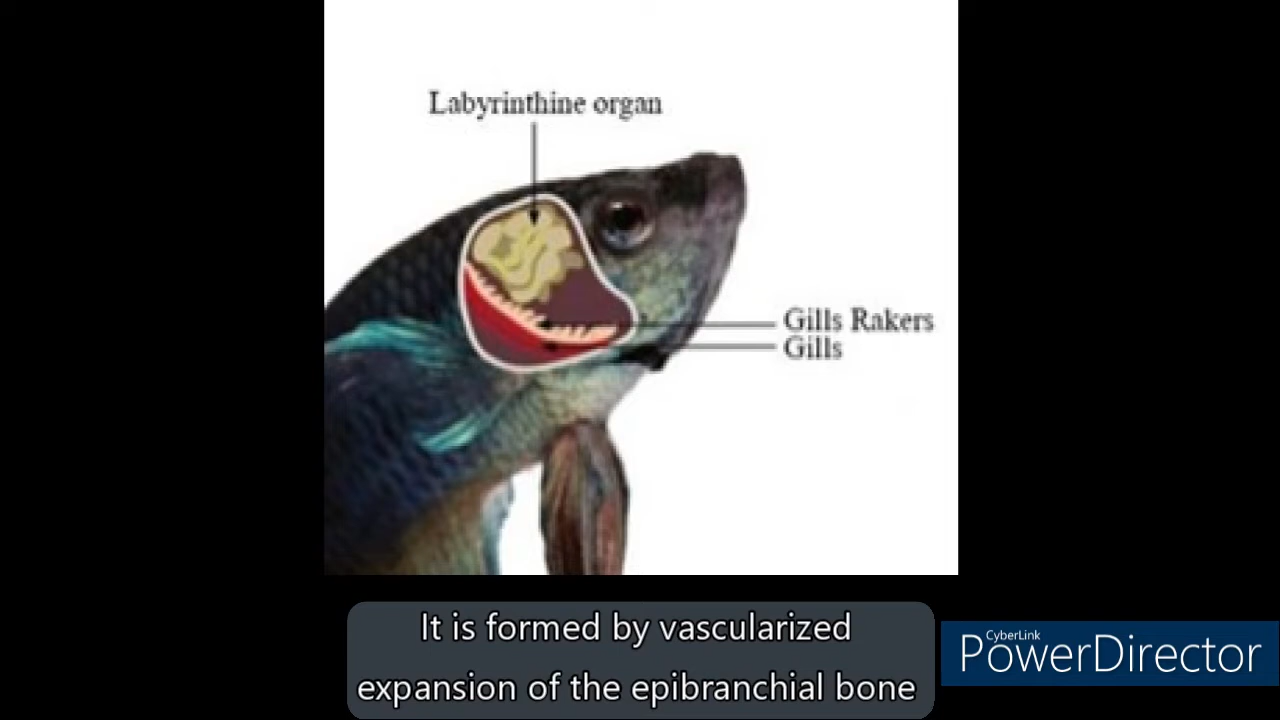 Labyrinthine organ
Gills Rakers
Gills
It is formed by vascularized
expansion of the epibranchial bone
CyberLink
PowerDirector